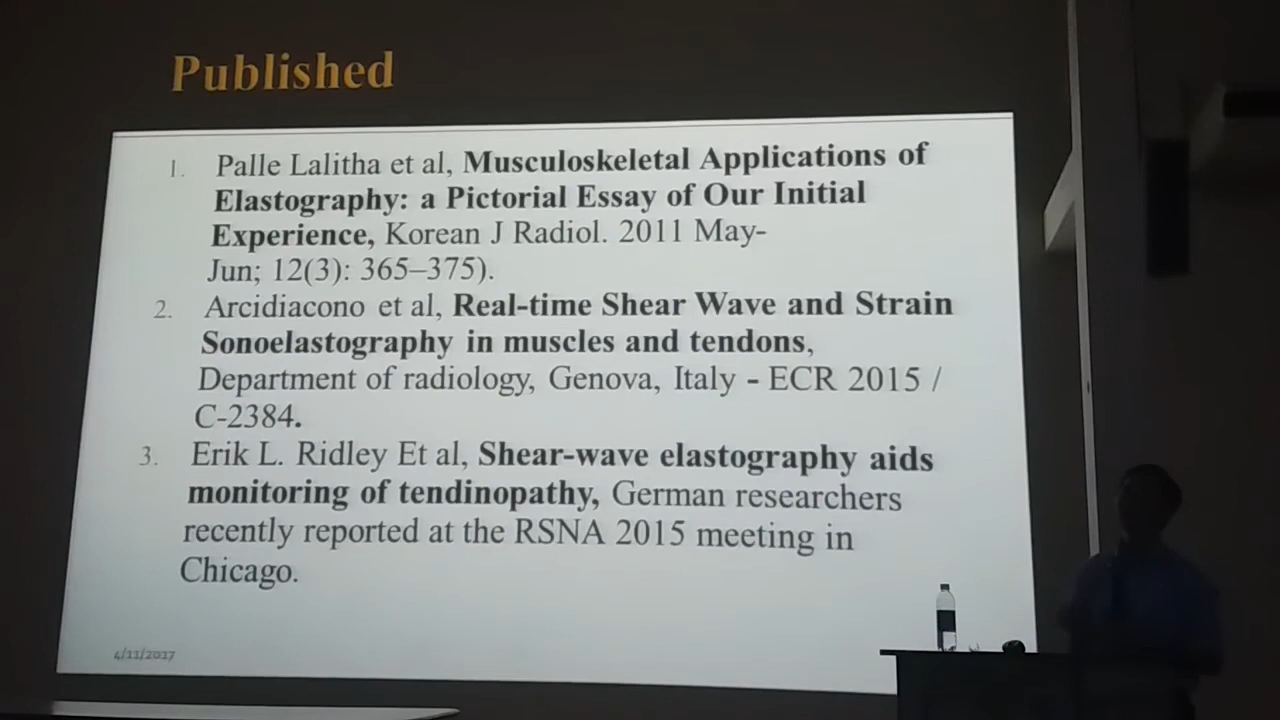 Published
1. Palle Lalitha et al, Musculoskeletal Applications of
Elastography: a Pictorial Essay of Our Initial
Experience, Korean J Radiol. 2011 May-
Jun; 12(3): 365–375).
2. Arcidiacono et al, Real-time Shear Wave and Strain
Sonoelastography in muscles and tendons,
Department of radiology, Genova, Italy - ECR 2015 /
C-2384.
3. Erik L. Ridley Et al, Shear-wave elastography aids
monitoring of tendinopathy, German researchers
recently reported at the RSNA 2015 meeting in
Chicago.
4/11/2017